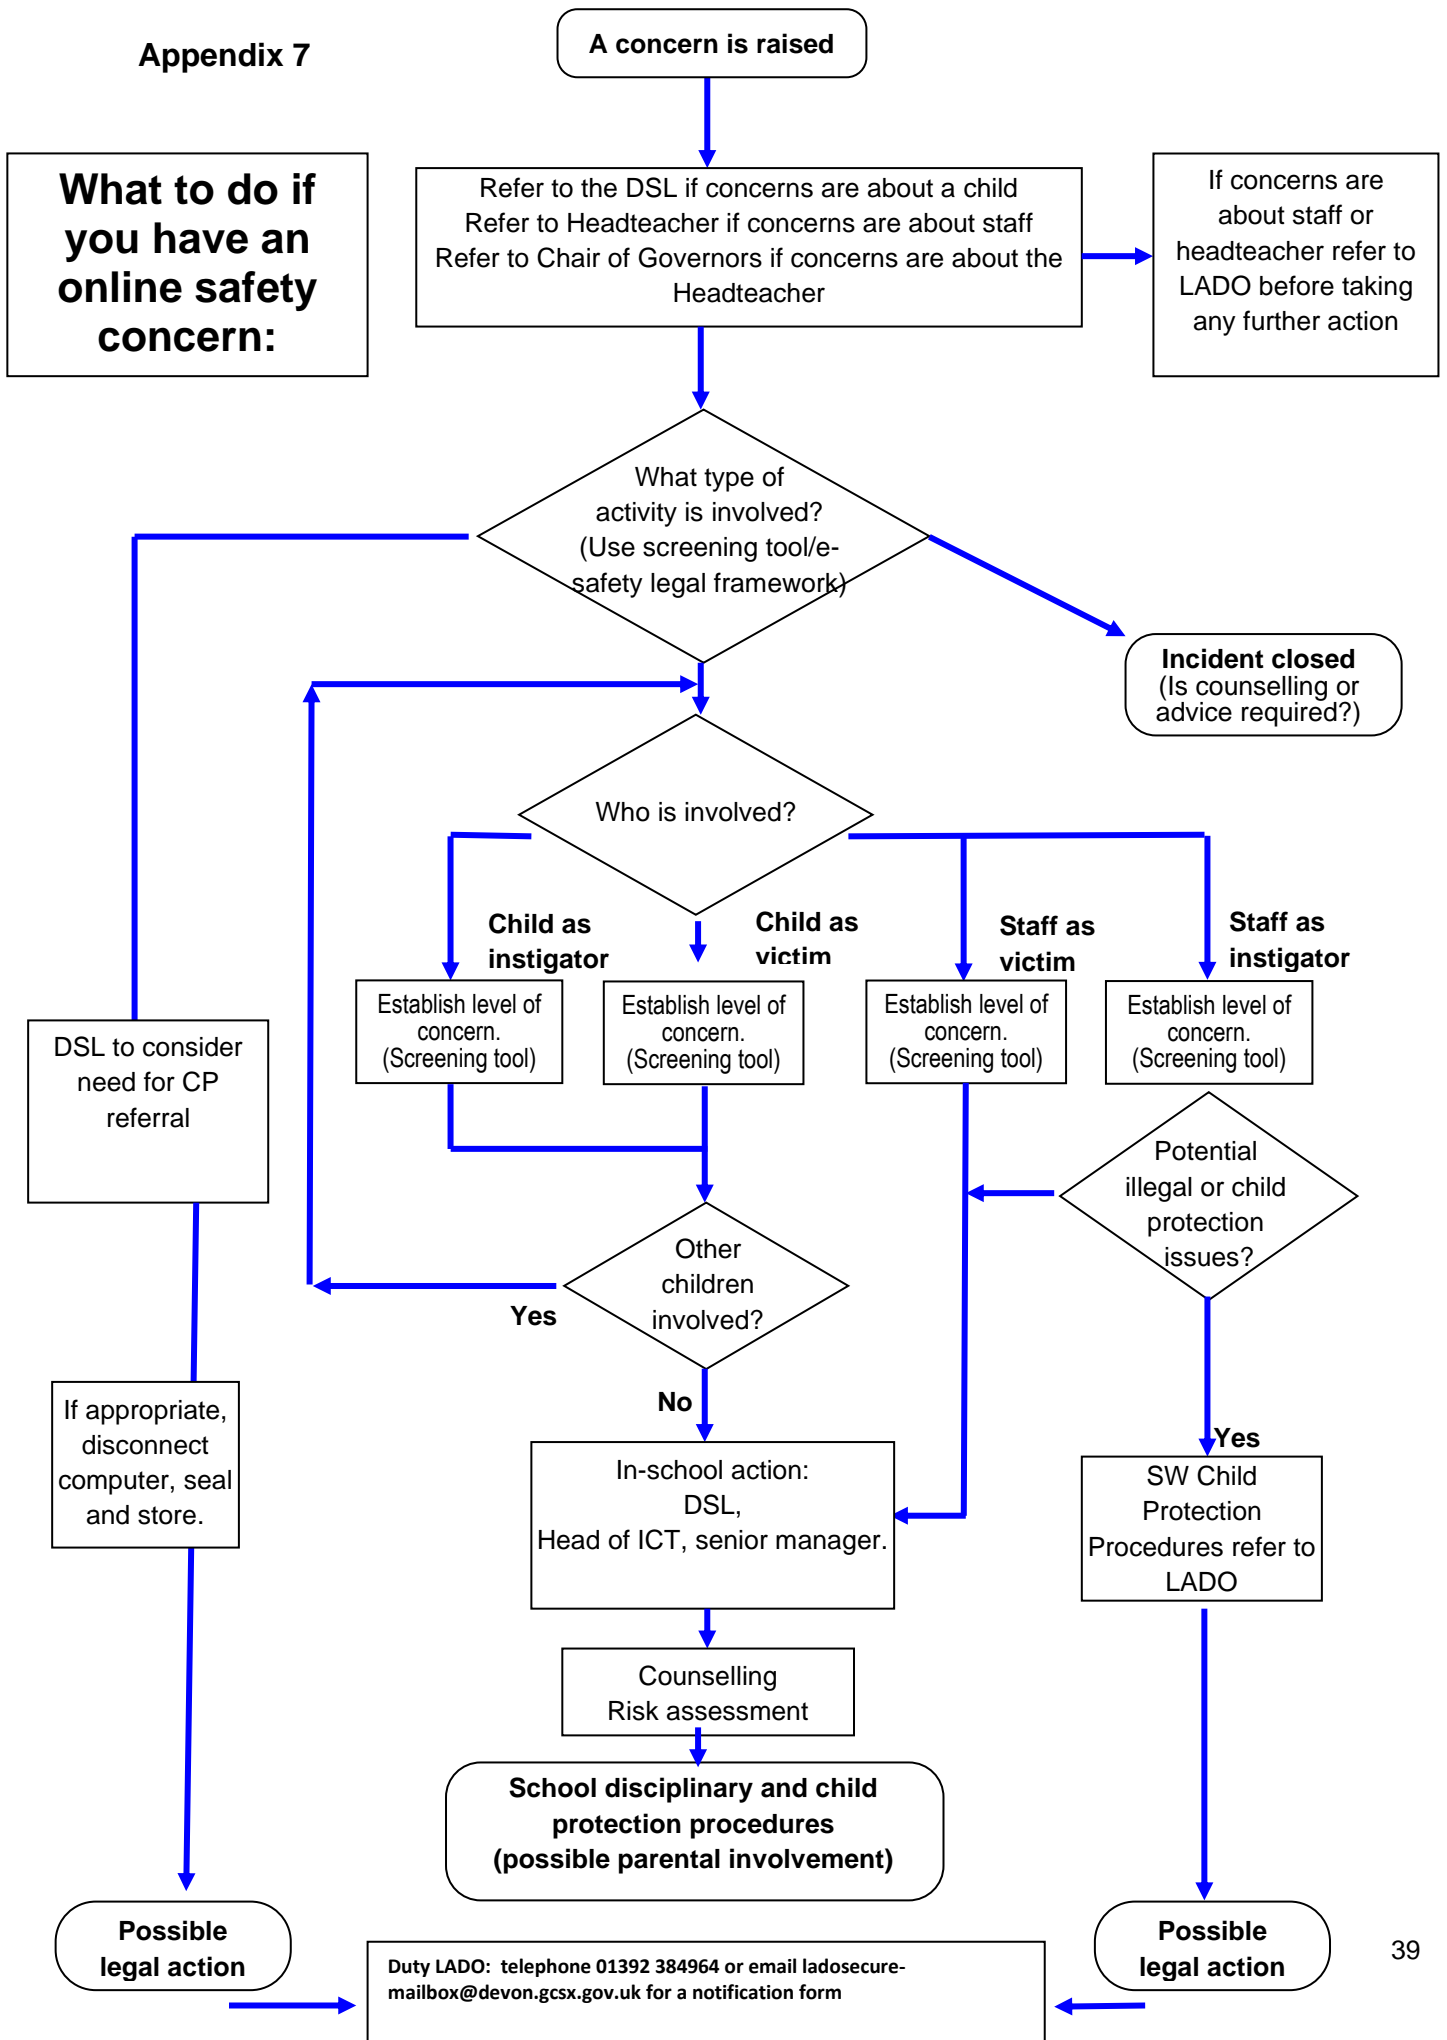 Appendix 7
A concern is raised
What to do if
you have an
online safety
concern:
Refer to the DSL if concerns are about a child
Refer to Headteacher if concerns are about staff
Refer to Chair of Governors if concerns are about the
Headteacher
If concerns are
about staff or
headteacher refer to
LADO before taking
any further action
What type of
activity is involved?
(Use screening tool/e-
safety legal framework)
Incident closed
(Is counselling or
advice required?)
Who is involved?
Child as
instigator
Child as
victim
Staff as
victim
Staff as
instigator
Establish level of
concern.
(Screening tool)
Establish level of
concern.
(Screening tool)
Establish level of
concern.
(Screening tool)
Establish level of
concern.
(Screening tool)
DSL to consider
need for CP
referral
Potential
illegal or child
protection
issues?
Other
children
involved?
Yes
No
If appropriate,
disconnect
computer, seal
and store.
In-school action:
DSL,
Head of ICT, senior manager.
Yes
SW Child
Protection
Procedures refer to
LADO
Counselling
Risk assessment
School disciplinary and child
protection procedures
(possible parental involvement)
Possible
legal action
Possible
legal action
39
Duty LADO:  telephone 01392 384964 or email ladosecure-
mailbox@devon.gcsx.gov.uk for a notification form